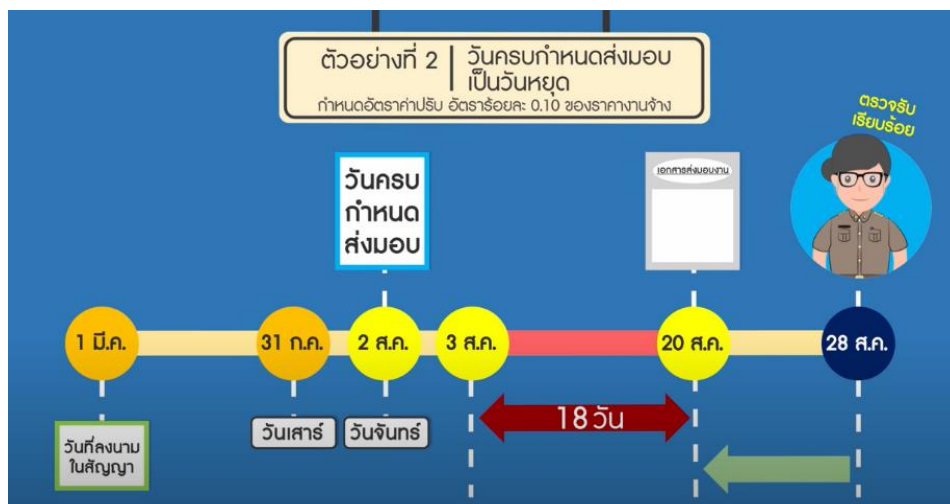 ตัวอย่างที่ 2
วันครบกำหนดส่งมอบ
เป็นวันหยุด
กำหนดอัตราค่าปรับ อัตราร้อยละ 0.10 ของราคางานจ้าง
ตรวจรับ
เรียบร้อย
วันครบ
กำหนด
ส่งมอบ
เอกสารส่งมอบงาน
1 มี.ค.
31 ก.ค.
2 ส.ค.
3 ส.ค.
20 ส.ค.
28 ส.ค.
วันที่ลงนาม
ในสัญญา
วันเสาร์
วันจันทร์
18 วัน